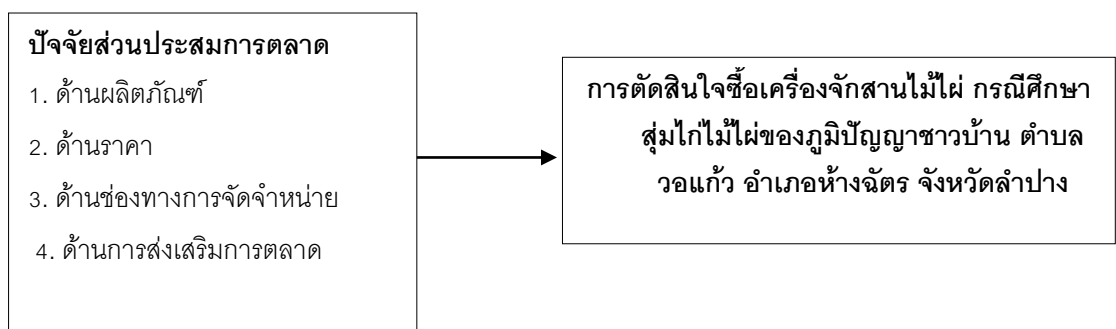 ปัจจัยส่วนประสมการตลาด
1. ด้านผลิตภัณฑ์
2. ด้านราคา
3. ด้านช่องทางการจัดจำหน่าย
4. ด้านการส่งเสริมการตลาด
การตัดสินใจซื้อเครื่องจักสานไม้ไผ่ กรณีศึกษา
สุ่มไก่ไม้ไผ่ของภูมิปัญญาชาวบ้าน ตำบล
วอแก้ว อำเภอห้างฉัตร จังหวัดลำปาง